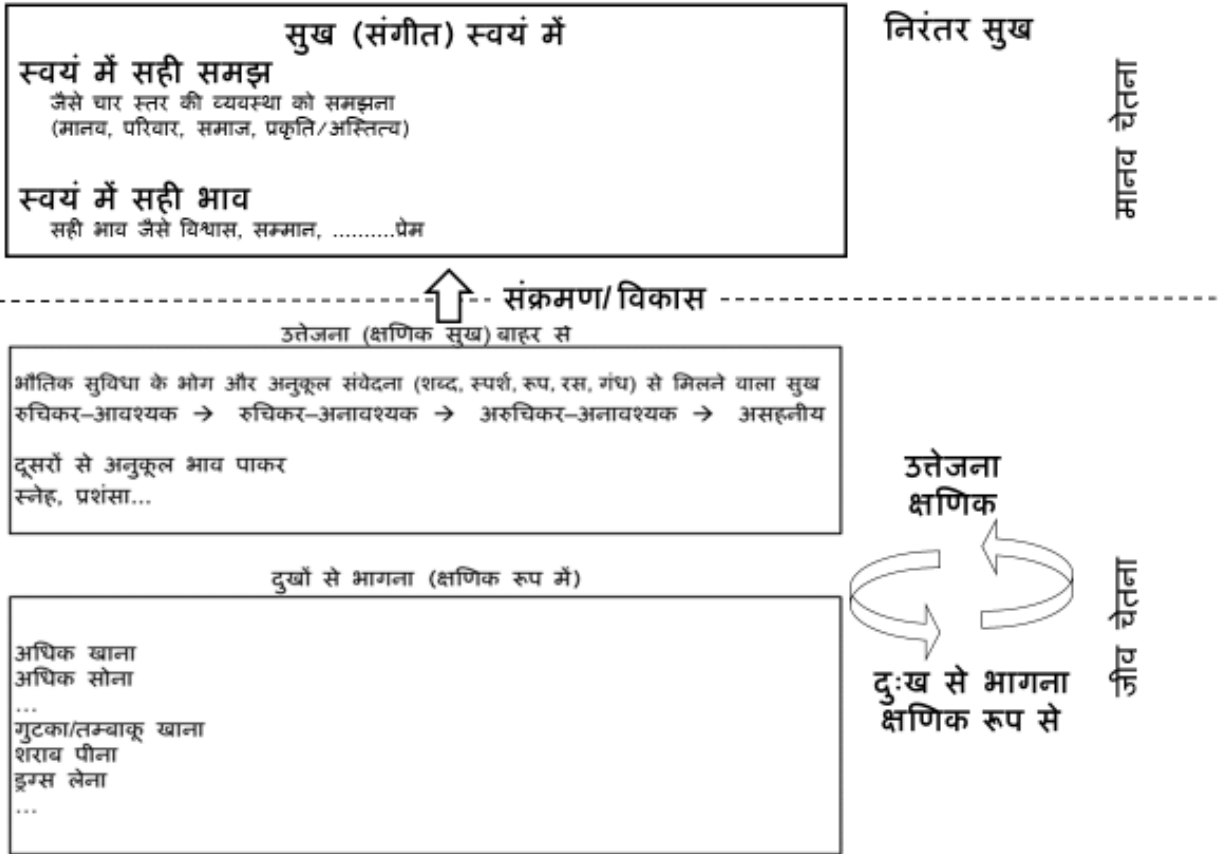 सुख (संगीत) स्वयं में
स्वयं में सही समझ
जैसे चार स्तर की व्यवस्था को समझना
(मानव, परिवार, समाज, प्रकृति/अस्तित्व)
स्वयं में सही भाव
सही भाव जैसे विश्वास, सम्मान, ..........प्रेम
निरंतर सुख
मानव चेतना
संक्रमण/विकास
उत्तेजना (क्षणिक सुख) बाहर से
भौतिक सुविधा के भोग और अनुकूल संवेदना (शब्द, स्पर्श, रूप, रस, गंध) से मिलने वाला सुख
रुचिकर–आवश्यक → रुचिकर–अनावश्यक → अरुचिकर–अनावश्यक → असहनीय
दूसरों से अनुकूल भाव पाकर
स्नेह, प्रशंसा...
दुखों से भागना (क्षणिक रूप में)
अधिक खाना
अधिक सोना
...
गुटका/तम्बाकू खाना
शराब पीना
ड्रग्स लेना
...
उत्तेजना
क्षणिक
दुःख से भागना
क्षणिक रूप से
जीव चेतना